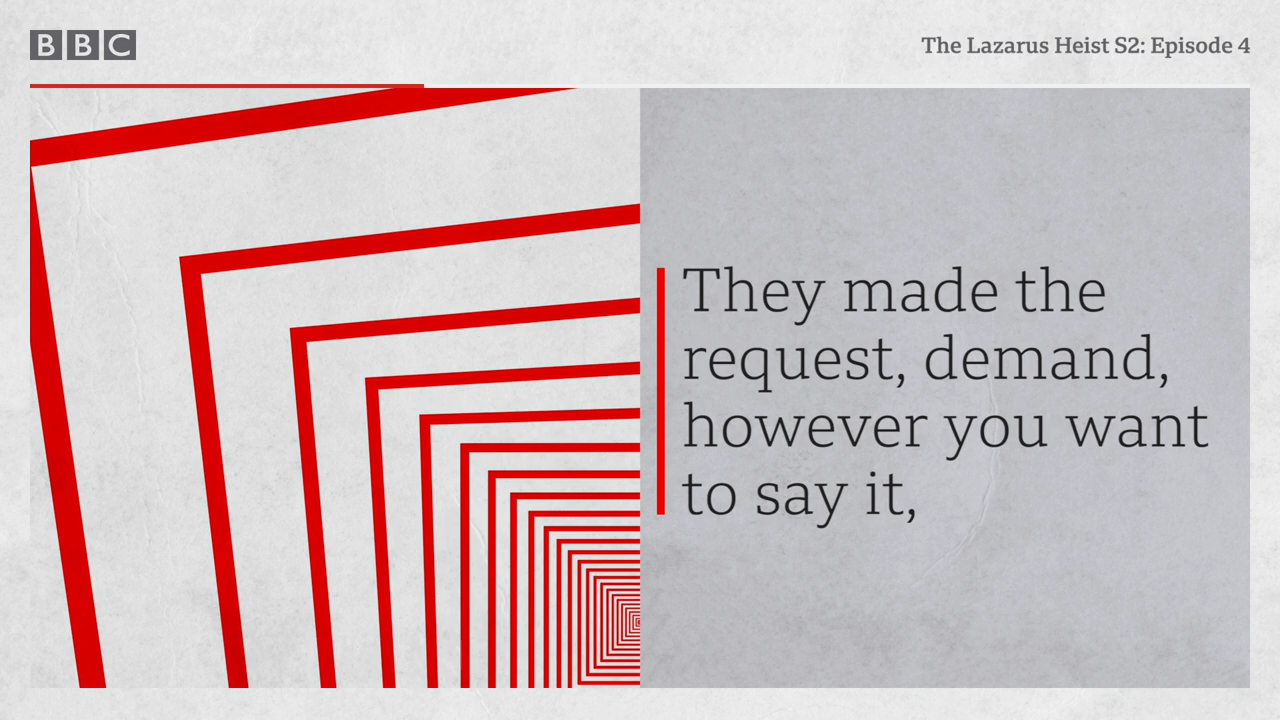 BBC
The Lazarus Heist S2: Episode 4
They made the
request, demand,
however you want
to say it,